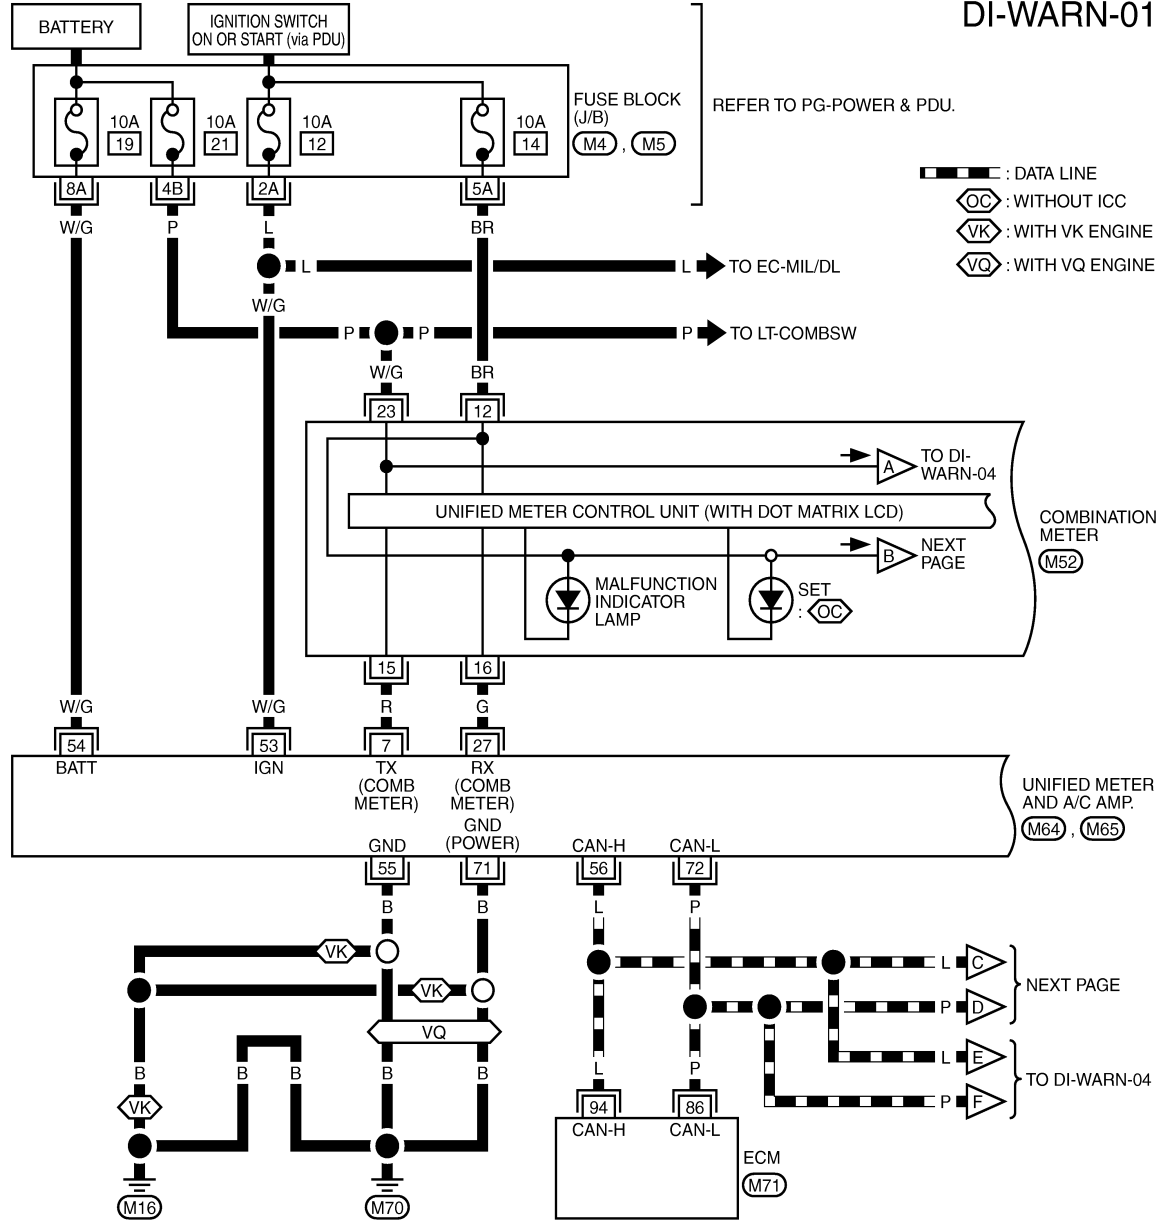 DI-WARN-01
BATTERY
IGNITION SWITCH
ON OR START (via PDU)
FUSE BLOCK
(J/B)
M4 , M5
REFER TO PG-POWER & PDU.
10A
19
10A
21
10A
12
10A
14
8A
4B
2A
5A
: DATA LINE
OC : WITHOUT ICC
VK : WITH VK ENGINE
VQ : WITH VQ ENGINE
W/G
P
L
BR
L
L
TO EC-MIL/DL
W/G
P
P
P
TO LT-COMBSW
W/G
BR
23
12
A
TO DI-
WARN-04
UNIFIED METER CONTROL UNIT (WITH DOT MATRIX LCD)
COMBINATION
METER
M52
B
NEXT
PAGE
MALFUNCTION
INDICATOR
LAMP
SET
: OC
15
16
W/G
W/G
R
G
54
53
7
27
BATT
IGN
TX
(COMB
METER)
RX
(COMB
METER)
UNIFIED METER
AND A/C AMP.
M64 , M65
GND
GND
(POWER)
CAN-H
CAN-L
55
71
56
72
B
B
L
P
VK
VK
VQ
L
C
P
D
NEXT PAGE
L
E
P
F
TO DI-WARN-04
B
B
B
B
B
L
P
VK
94
86
CAN-H
CAN-L
ECM
M71
M16
M70